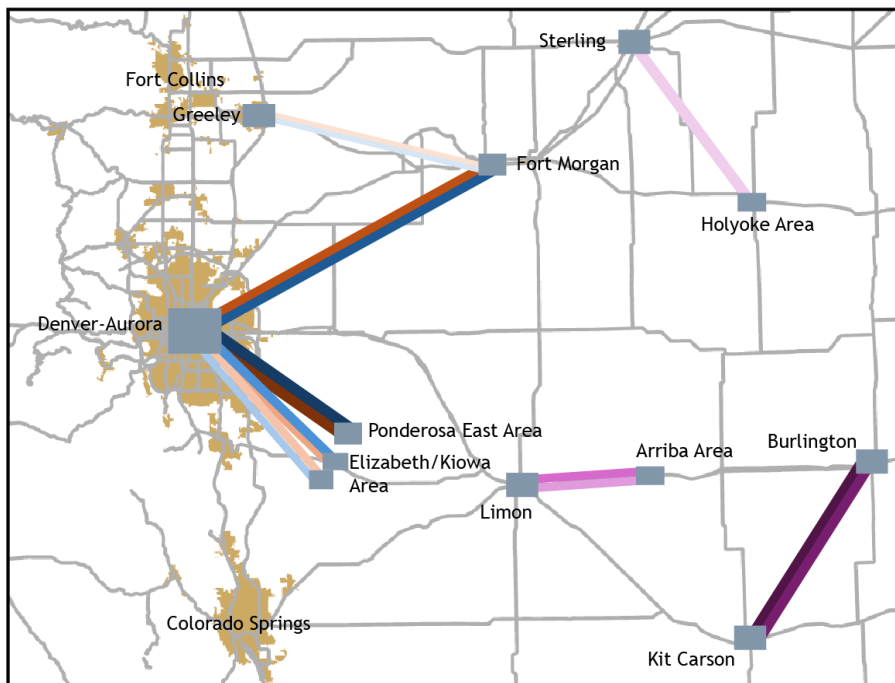 Sterling
Fort Collins
Greeley
Fort Morgan
Holyoke Area
Denver-Aurora
Ponderosa East Area
Elizabeth/Kiowa
Area
Arriba Area
Burlington
Limon
Colorado Springs
Kit Carson